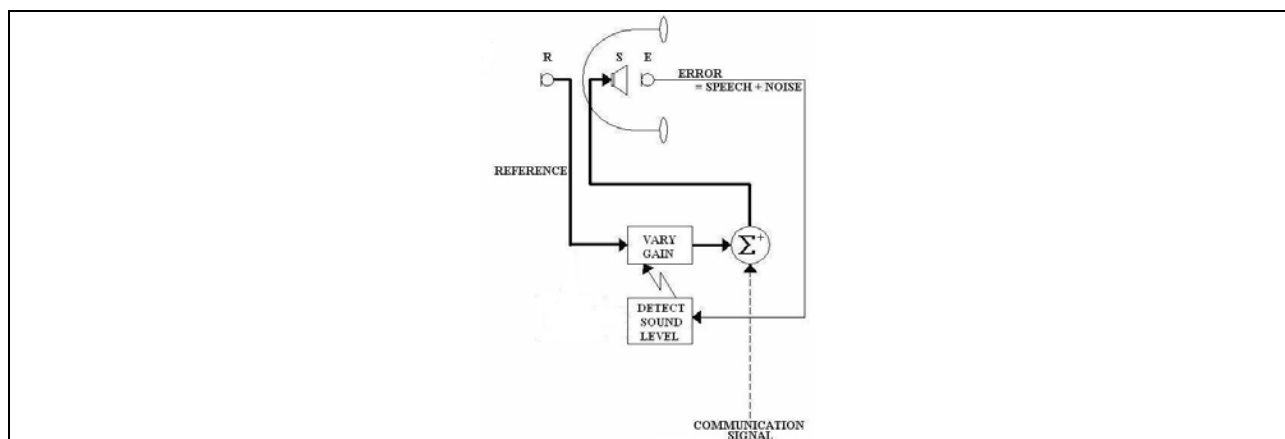 R S E
ERROR
= SPEECH + NOISE
REFERENCE
VARY
GAIN
Σ+
DETECT
SOUND
LEVEL
COMMUNICATION
SIGNAL